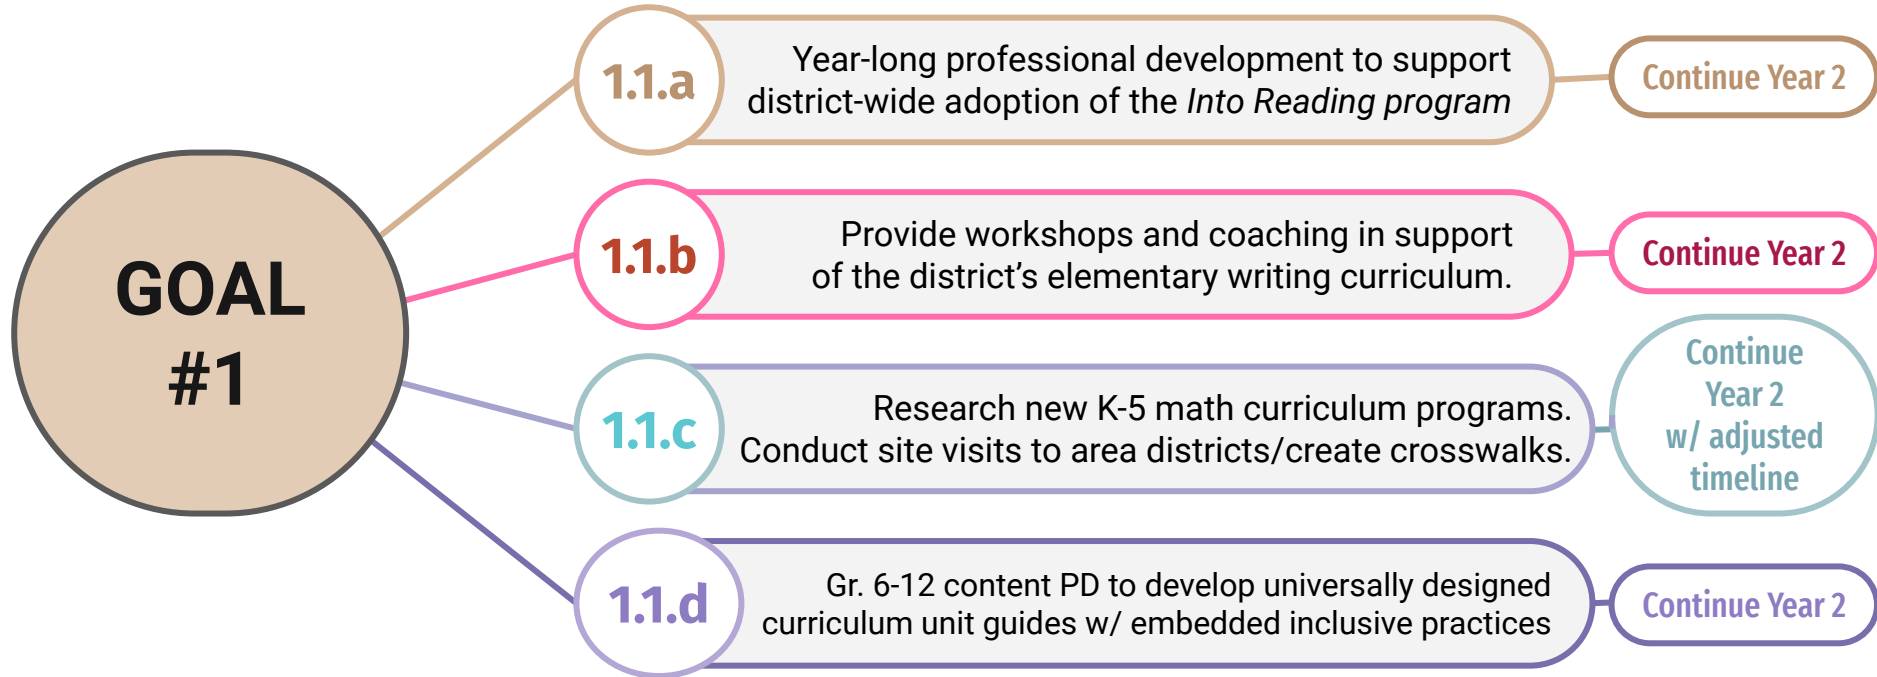 GOAL
#1
1.1.a
Year-long professional development to support
district-wide adoption of the Into Reading program
Continue Year 2
1.1.b
Provide workshops and coaching in support
of the district’s elementary writing curriculum.
Continue Year 2
1.1.c
Research new K-5 math curriculum programs.
Conduct site visits to area districts/create crosswalks.
Continue
Year 2
w/ adjusted
timeline
1.1.d
Gr. 6-12 content PD to develop universally designed
curriculum unit guides w/ embedded inclusive practices
Continue Year 2